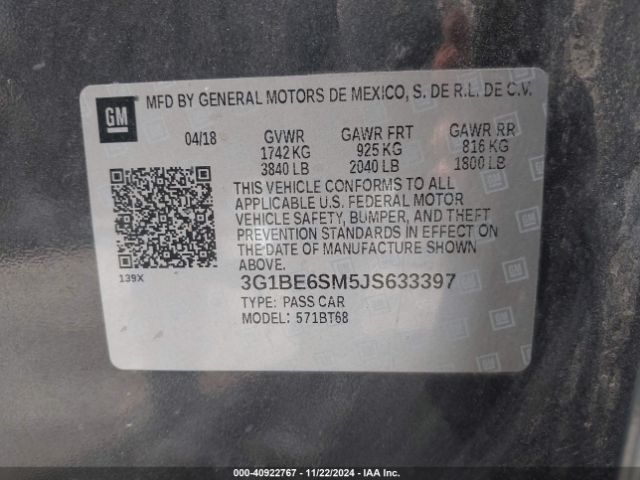 GM
MFD BY GENERAL MOTORS DE MEXICO, S. DE R.L. DE C.V.
04/18 GVWR GAWR FRT GAWR RR
1742 KG 925 KG 816 KG
3840 LB 2040 LB 1800 LB
THIS VEHICLE CONFORMS TO ALL
APPLICABLE U.S. FEDERAL MOTOR
VEHICLE SAFETY, BUMPER, AND THEFT
PREVENTION STANDARDS IN EFFECT ON
THE DATE OF MANUFACTURE SHOWN
ABOVE.
139X
3G1BE6SM5JS633397
TYPE: PASS CAR
MODEL: 571BT68
000-40922767 - 11/22/2024 - IAA Inc.